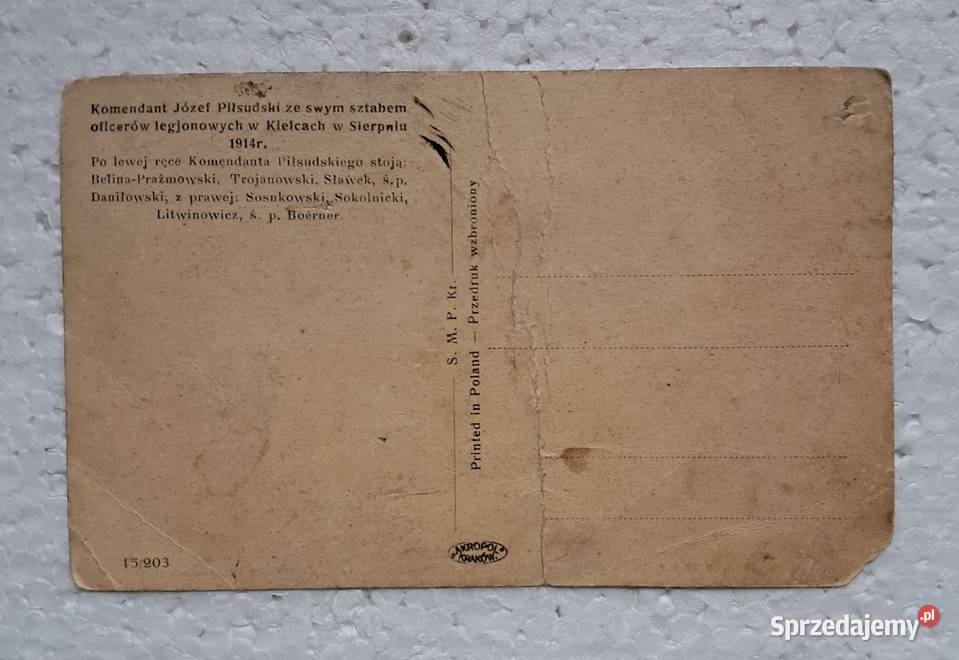 Komendant Józef Piłsudski ze swym sztabem
oficerów legjonowych w Kielcach w Sierpniu
1914r.
Po lewej ręce Komendanta Piłsudskiego stoją:
Belina-Prażmowski, Trojanowski, Sławek, ś.p.
Daniłowski, z prawej: Sosnkowski, Sokolnicki,
Litwinowicz, ś. p. Boerner.
S. M. P. Kr.
Printed in Poland — Przedruk wzbroniony
15/203
AKROPOL
KRAKÓW
Sprzedajemy.pl